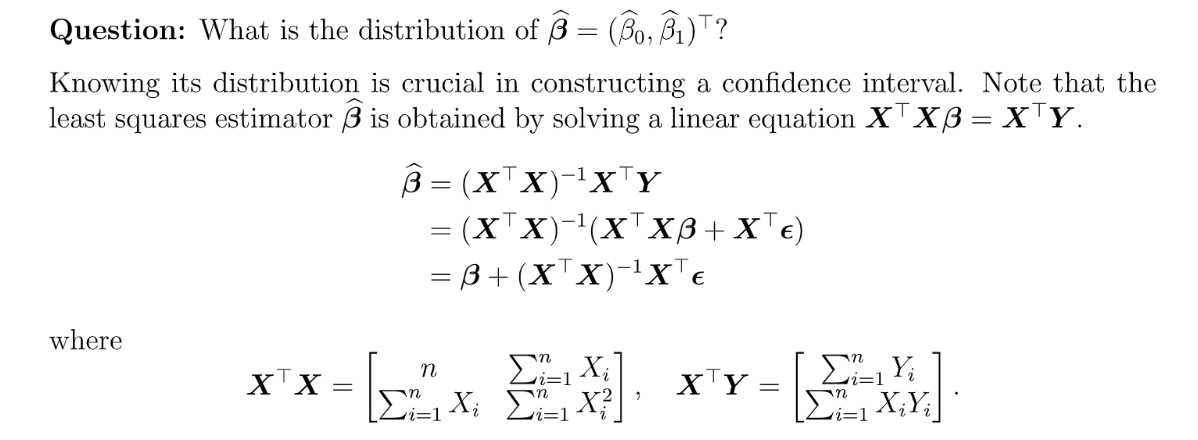 Question: What is the distribution of $\widehat{\boldsymbol{\beta}} = (\widehat{\beta}_0, \widehat{\beta}_1)^\top$?
Knowing its distribution is crucial in constructing a confidence interval. Note that the
least squares estimator $\widehat{\boldsymbol{\beta}}$ is obtained by solving a linear equation $\boldsymbol{X}^\top \boldsymbol{X} \boldsymbol{\beta} = \boldsymbol{X}^\top \boldsymbol{Y}$.
$\widehat{\boldsymbol{\beta}} = (\boldsymbol{X}^\top \boldsymbol{X})^{-1} \boldsymbol{X}^\top \boldsymbol{Y}$
$= (\boldsymbol{X}^\top \boldsymbol{X})^{-1} (\boldsymbol{X}^\top \boldsymbol{X} \boldsymbol{\beta} + \boldsymbol{X}^\top \boldsymbol{\epsilon})$
$= \boldsymbol{\beta} + (\boldsymbol{X}^\top \boldsymbol{X})^{-1} \boldsymbol{X}^\top \boldsymbol{\epsilon}$
where
$\boldsymbol{X}^\top \boldsymbol{X} = \begin{bmatrix} n & \sum_{i=1}^n X_i \\ \sum_{i=1}^n X_i & \sum_{i=1}^n X_i^2 \end{bmatrix}, \quad \boldsymbol{X}^\top \boldsymbol{Y} = \begin{bmatrix} \sum_{i=1}^n Y_i \\ \sum_{i=1}^n X_i Y_i \end{bmatrix}.$